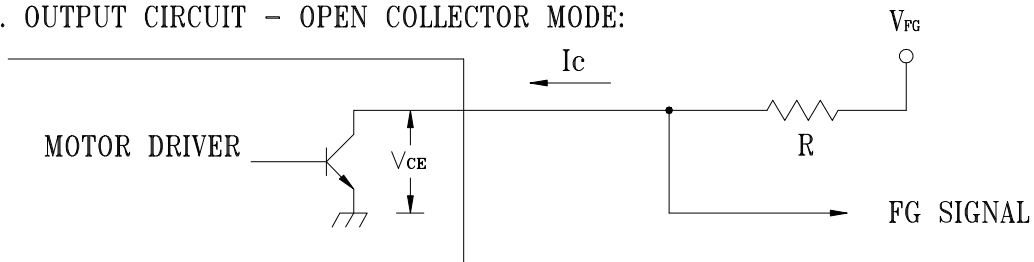 . OUTPUT CIRCUIT - OPEN COLLECTOR MODE:
VFG
Ic
MOTOR DRIVER
VCE
R
FG SIGNAL